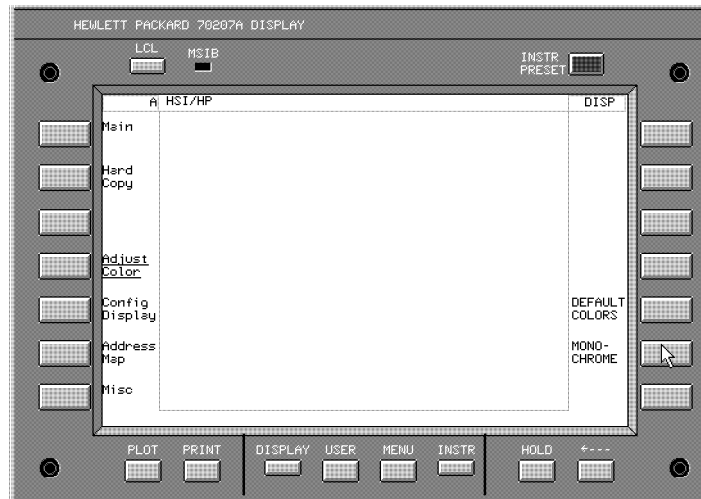 HEWLETT PACKARD 70207A DISPLAY
LCL
MSIB
INSTR
PRESET
A HSI/HP
DISP
Main
Hard
Copy
Adjust
Color
Config
Display
DEFAULT
COLORS
Address
Map
MONO-
CHROME
Misc
PLOT PRINT DISPLAY USER MENU INSTR HOLD ←---